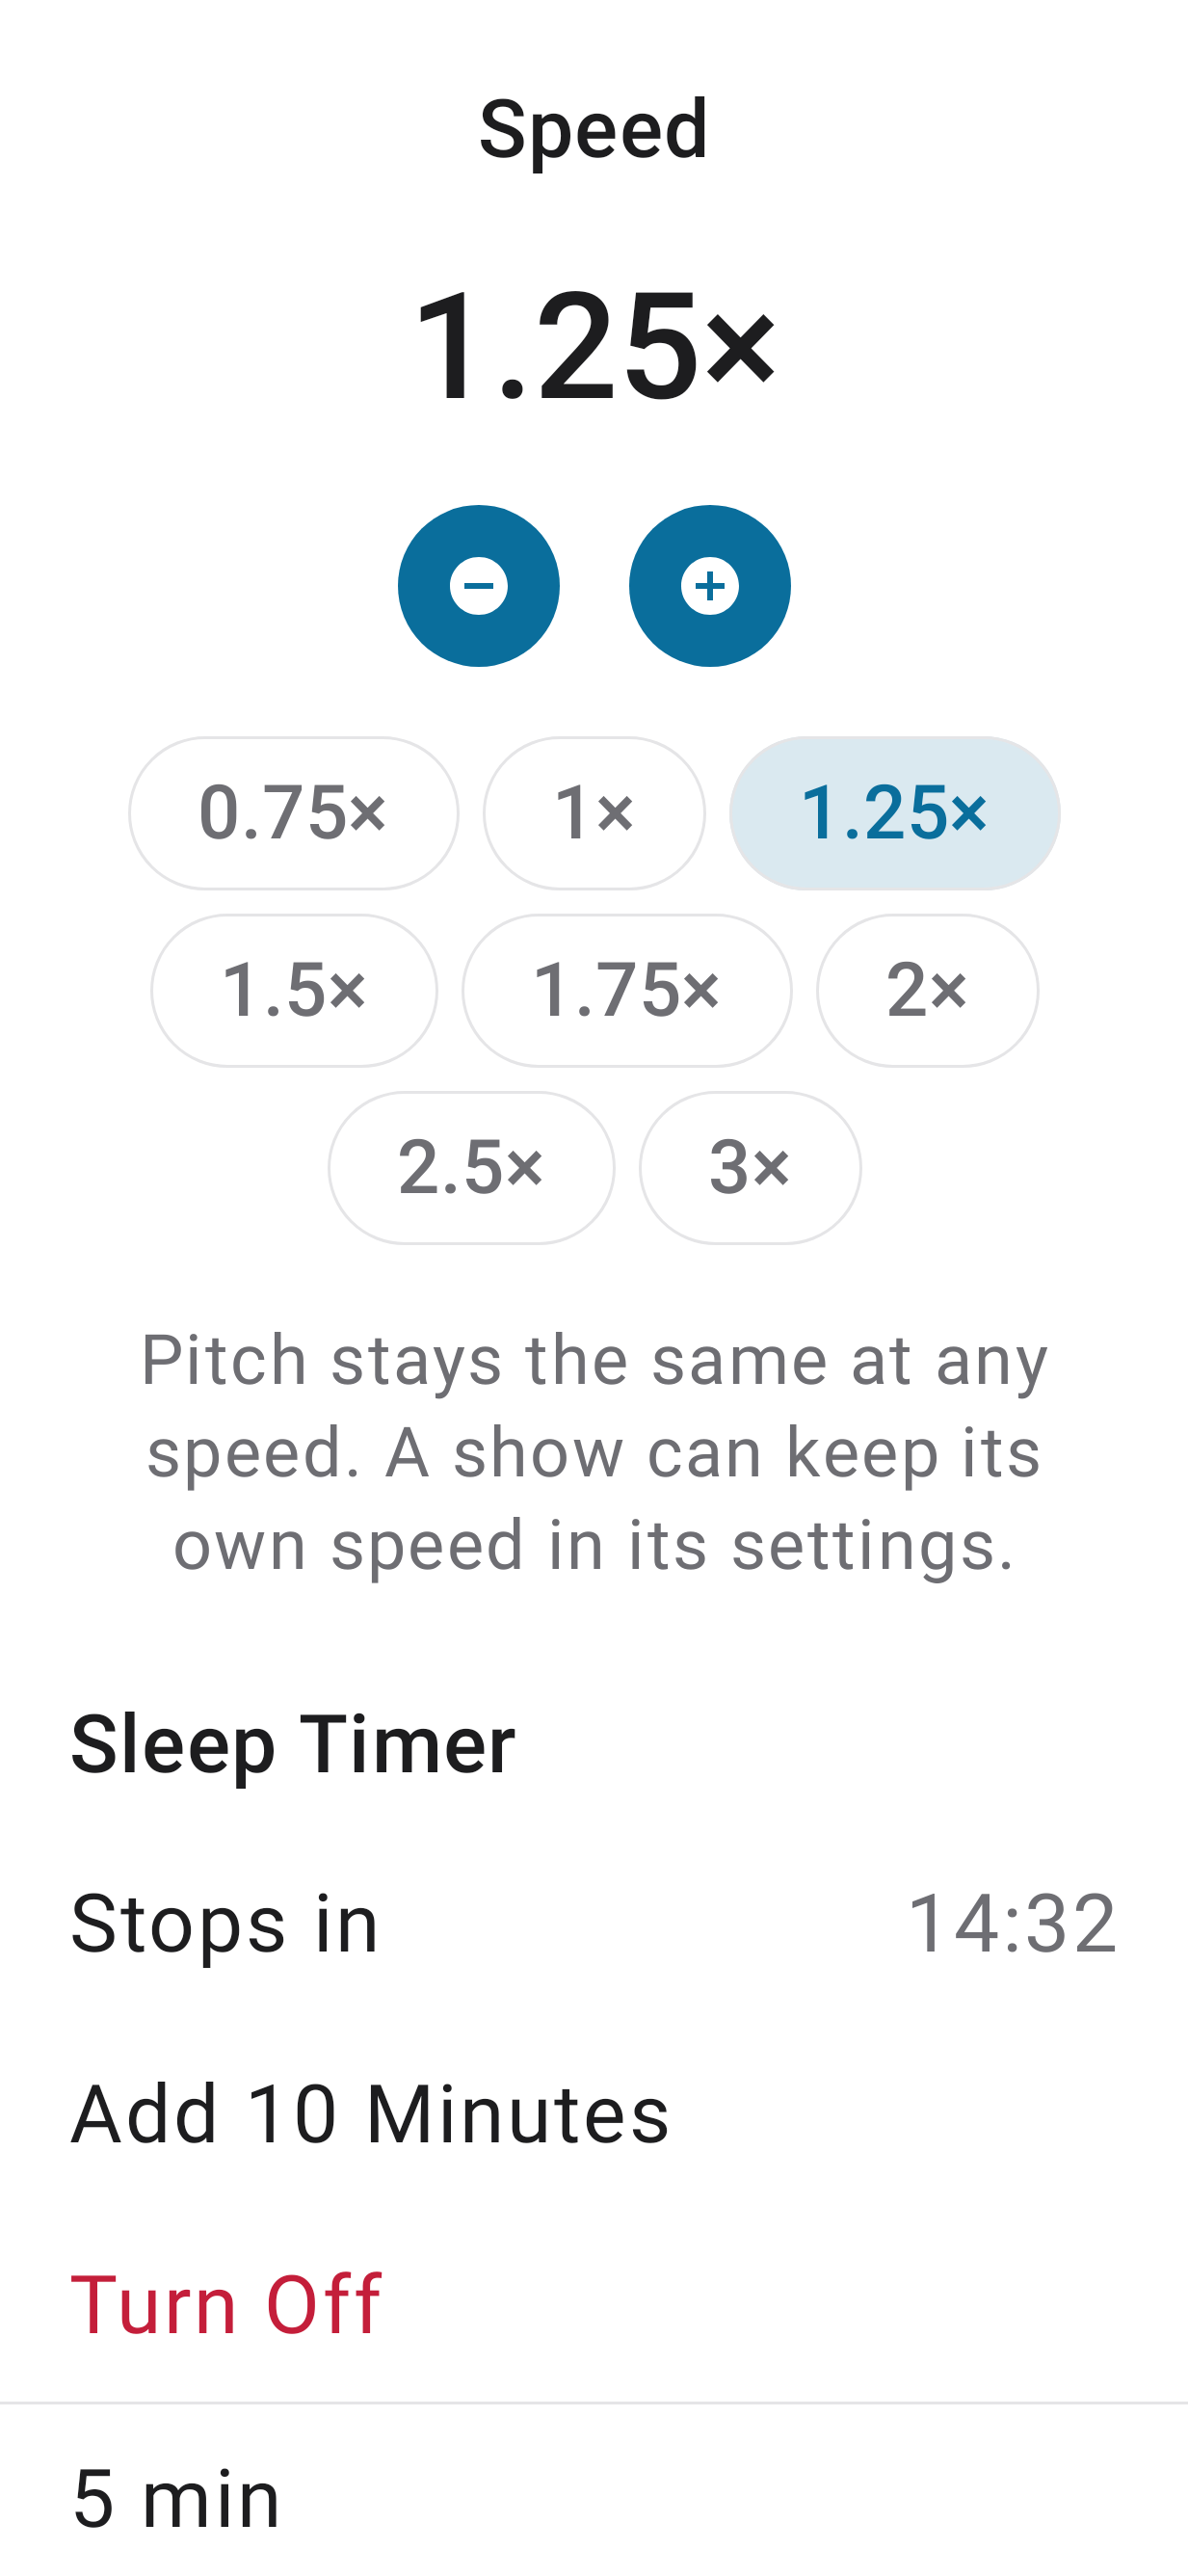 Speed
1.25×
0.75× 1× 1.25×
1.5× 1.75× 2×
2.5× 3×
Pitch stays the same at any
speed. A show can keep its
own speed in its settings.
Sleep Timer
Stops in 14:32
Add 10 Minutes
Turn Off
5 min